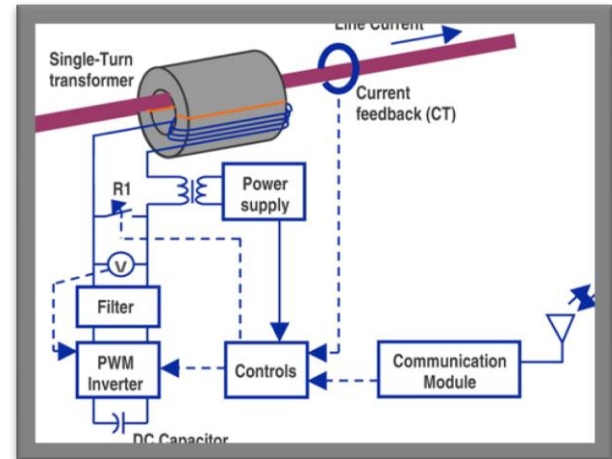 Line Current
Single-Turn
transformer
Current
feedback (CT)
R1
Power
supply
V
Filter
PWM
Inverter
Controls
Communication
Module
DC Capacitor